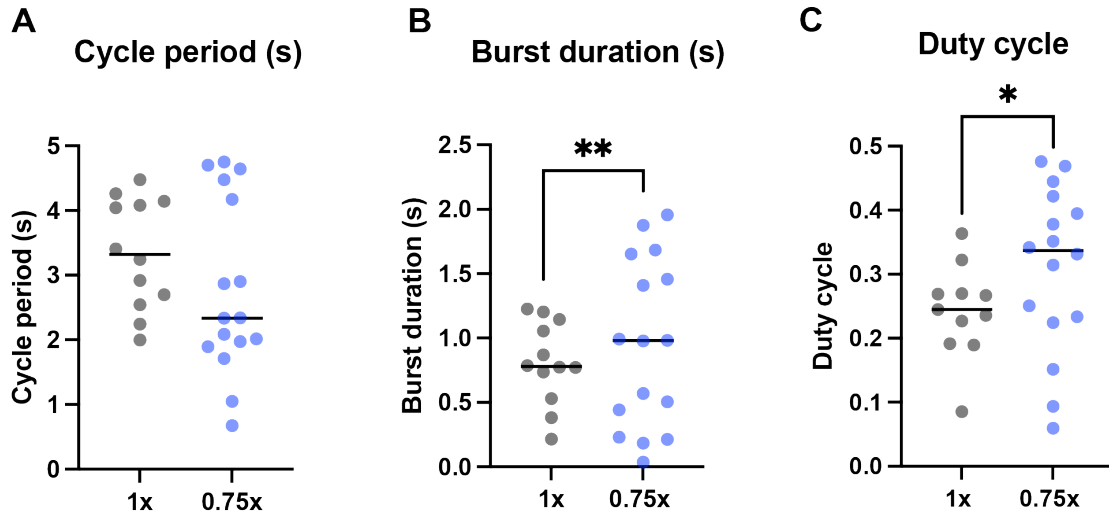 A
Cycle period (s)
Cycle period (s)
5
4
3
2
1
0
1x
0.75x
B
Burst duration (s)
**
Burst duration (s)
2.5
2.0
1.5
1.0
0.5
0.0
1x
0.75x
C
Duty cycle
*
Duty cycle
0.5
0.4
0.3
0.2
0.1
0.0
1x
0.75x